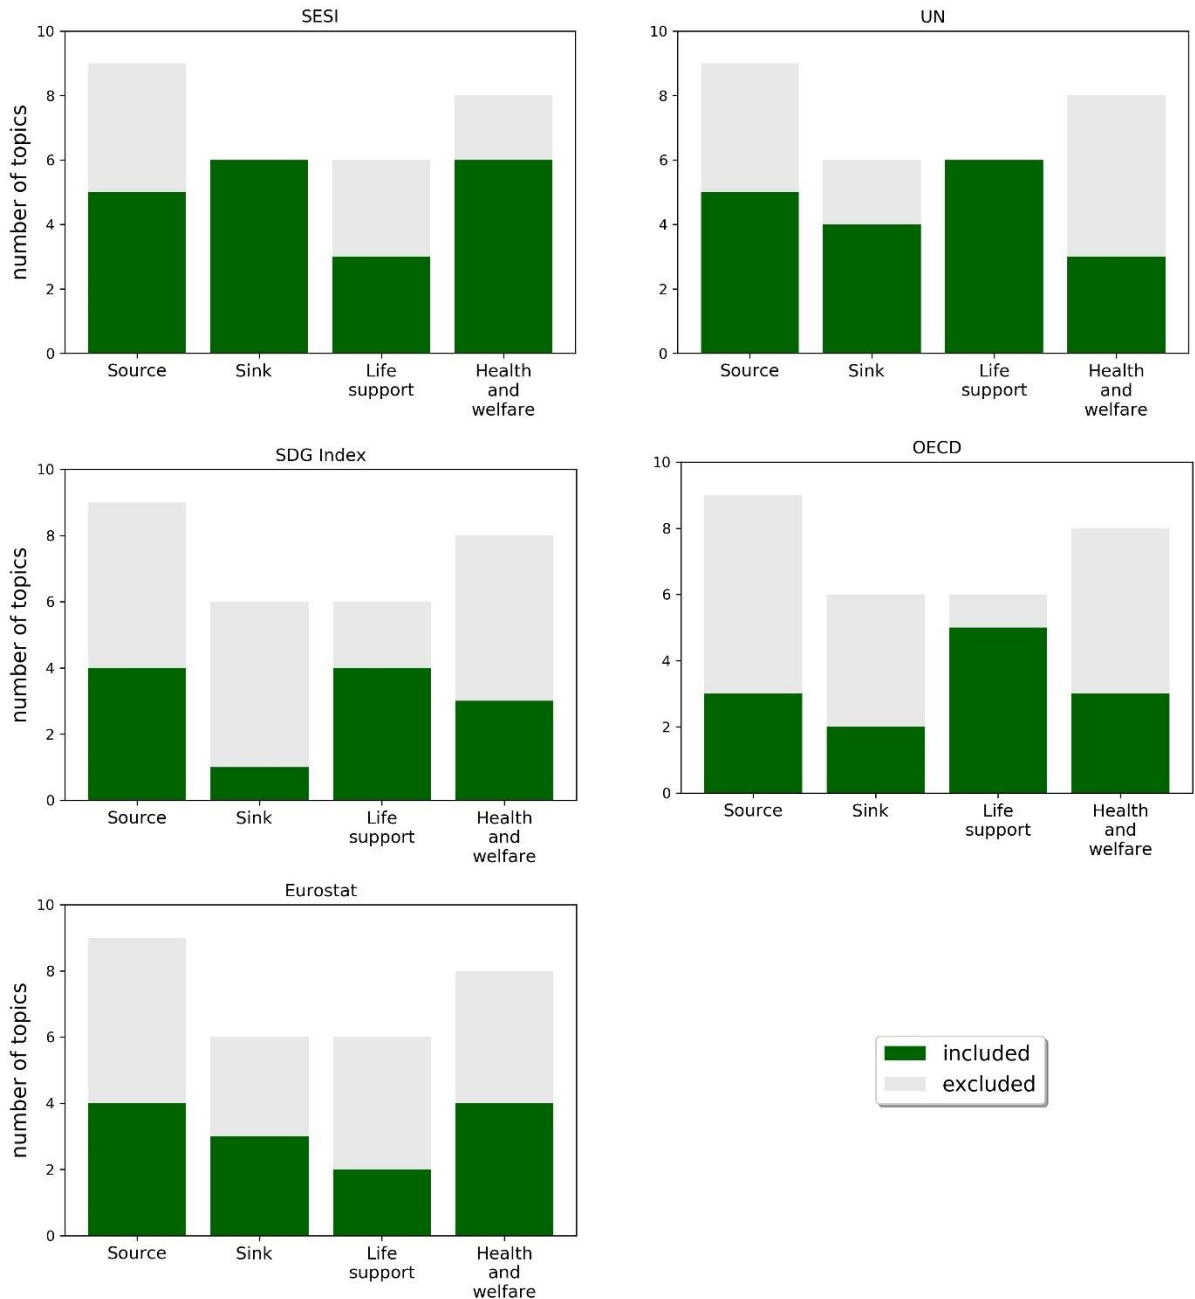 SESI
number of topics
10
8
6
4
2
0
Source
Sink
Life
support
Health
and
welfare
UN
10
8
6
4
2
0
Source
Sink
Life
support
Health
and
welfare
SDG Index
number of topics
10
8
6
4
2
0
Source
Sink
Life
support
Health
and
welfare
OECD
10
8
6
4
2
0
Source
Sink
Life
support
Health
and
welfare
Eurostat
number of topics
10
8
6
4
2
0
Source
Sink
Life
support
Health
and
welfare
included
excluded